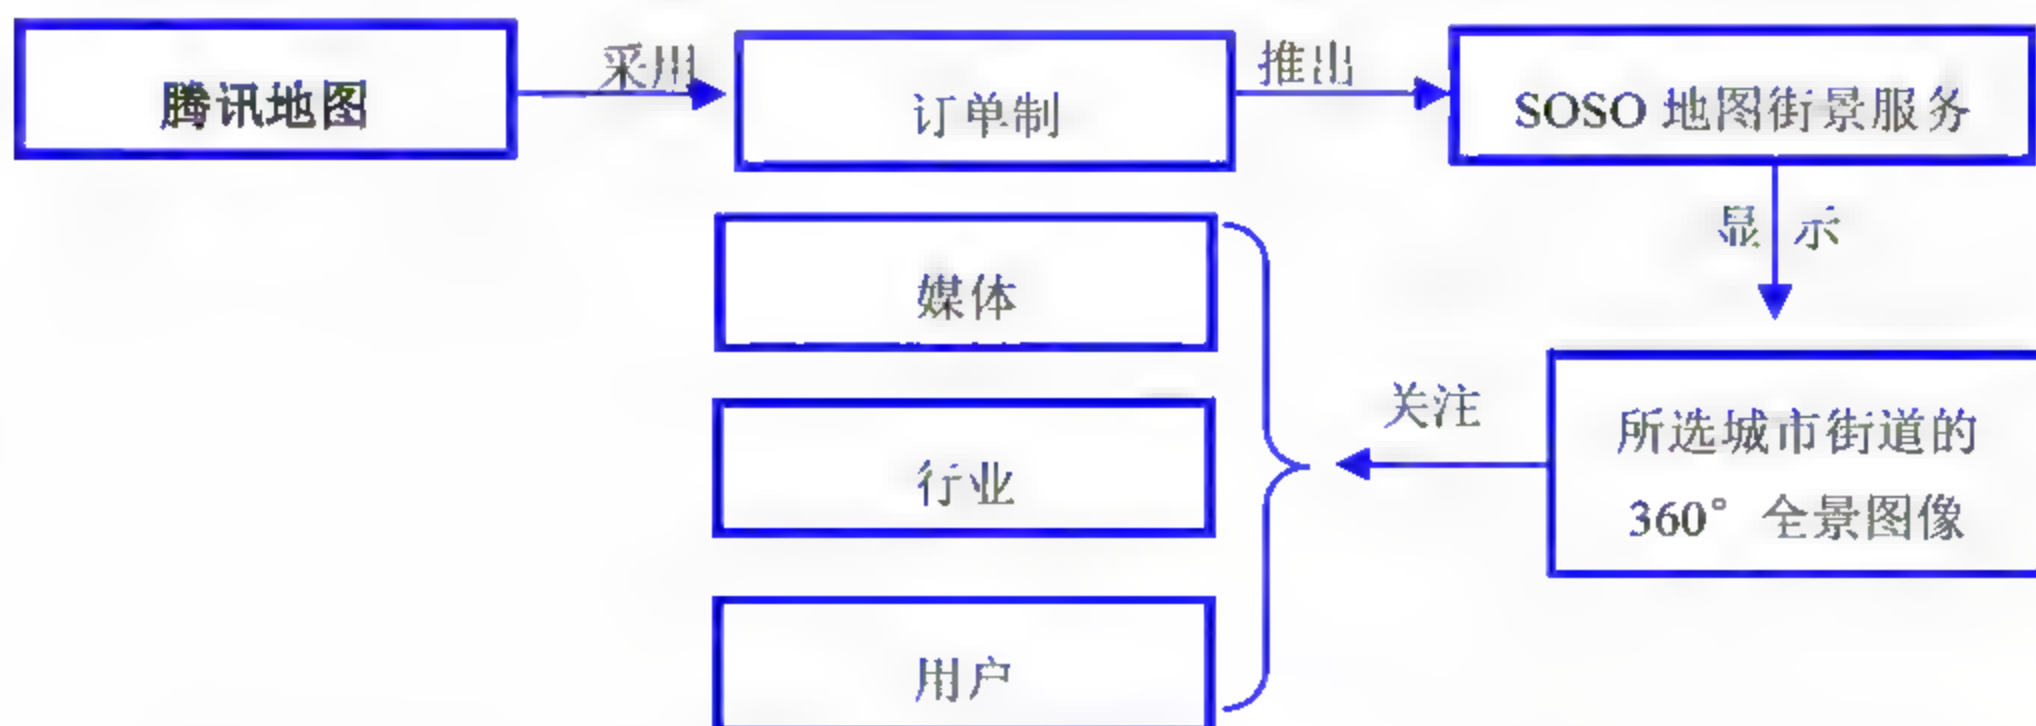 腾讯地图
采用
订单制
推出
SOSO 地图街景服务
显 示
媒体
关注
所选城市街道的
360° 全景图像
行业
用户